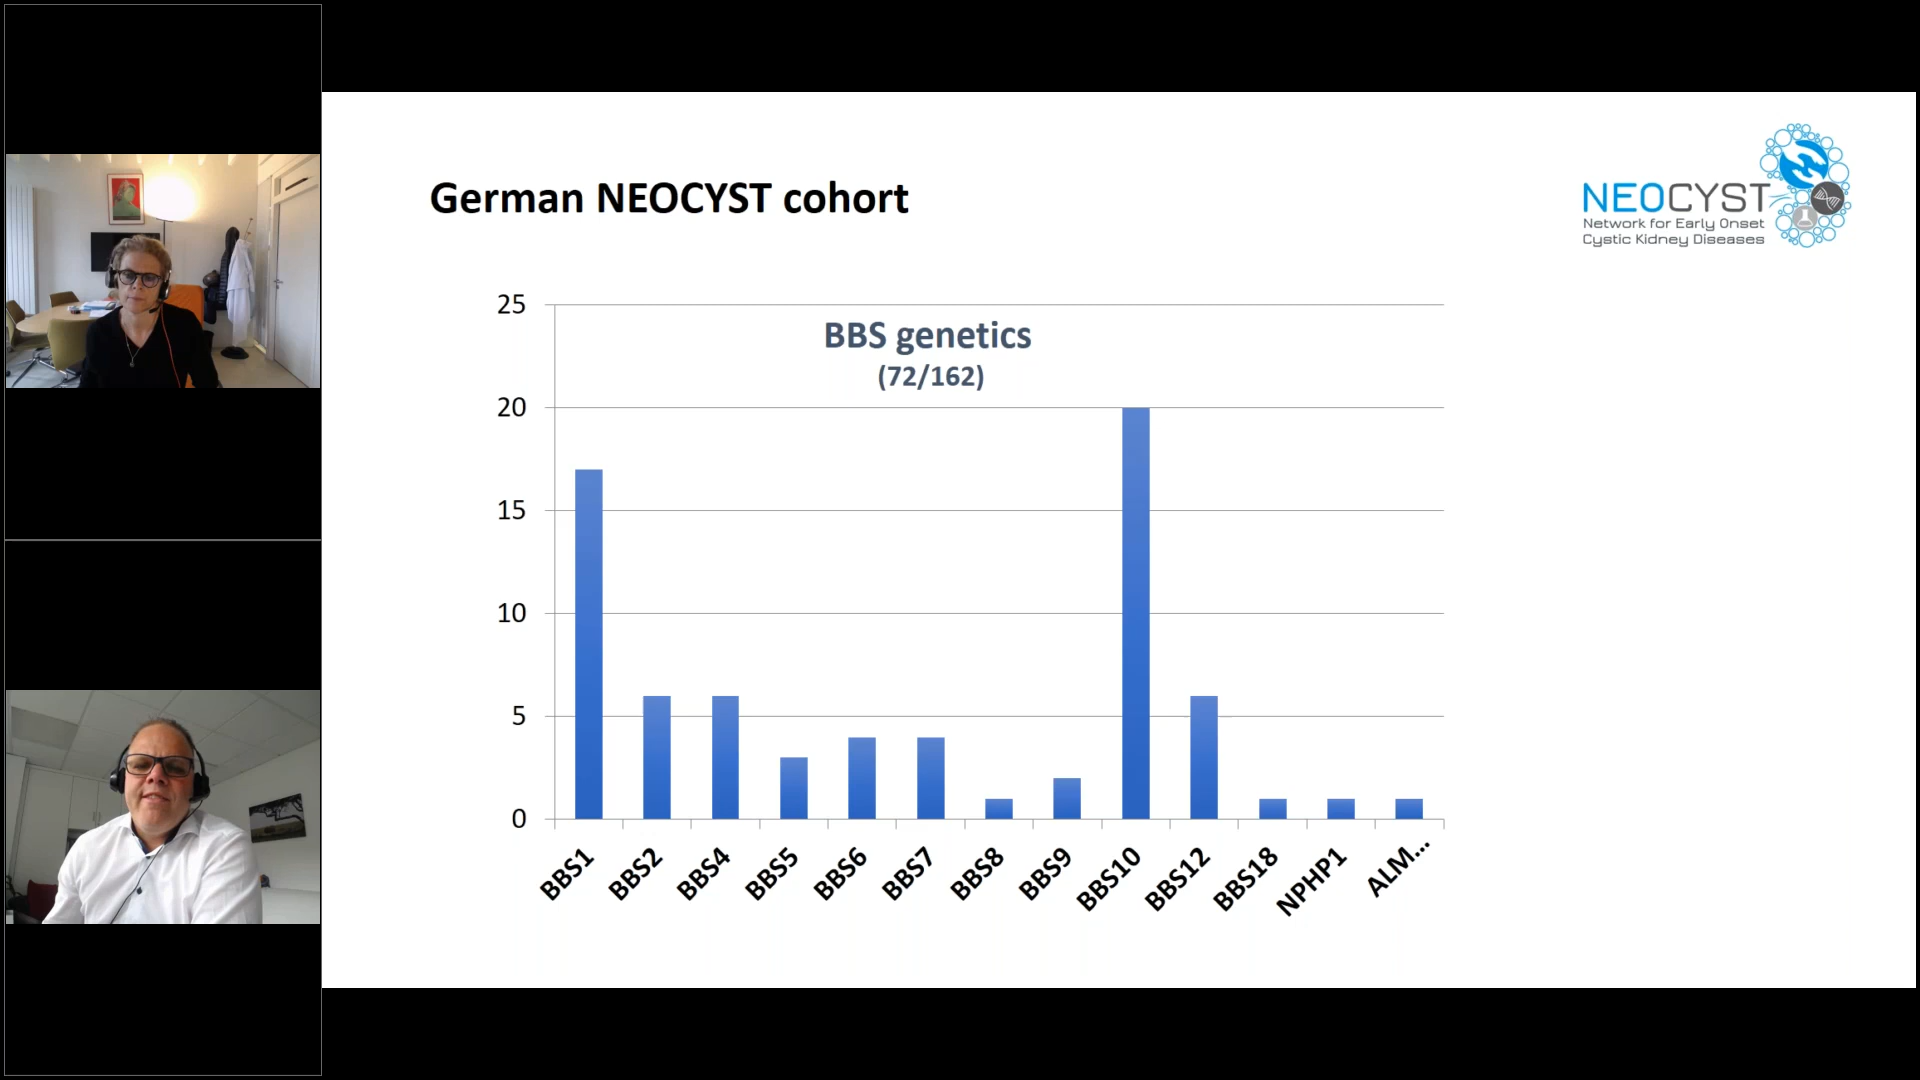 German NEOCYST cohort
NEOCYST
Network for Early Onset
Cystic Kidney Diseases
BBS genetics
(72/162)
25
20
15
10
5
0
BBS1
BBS2
BBS4
BBS5
BBS6
BBS7
BBS8
BBS9
BBS10
BBS12
BBS18
NPHP1
ALM...